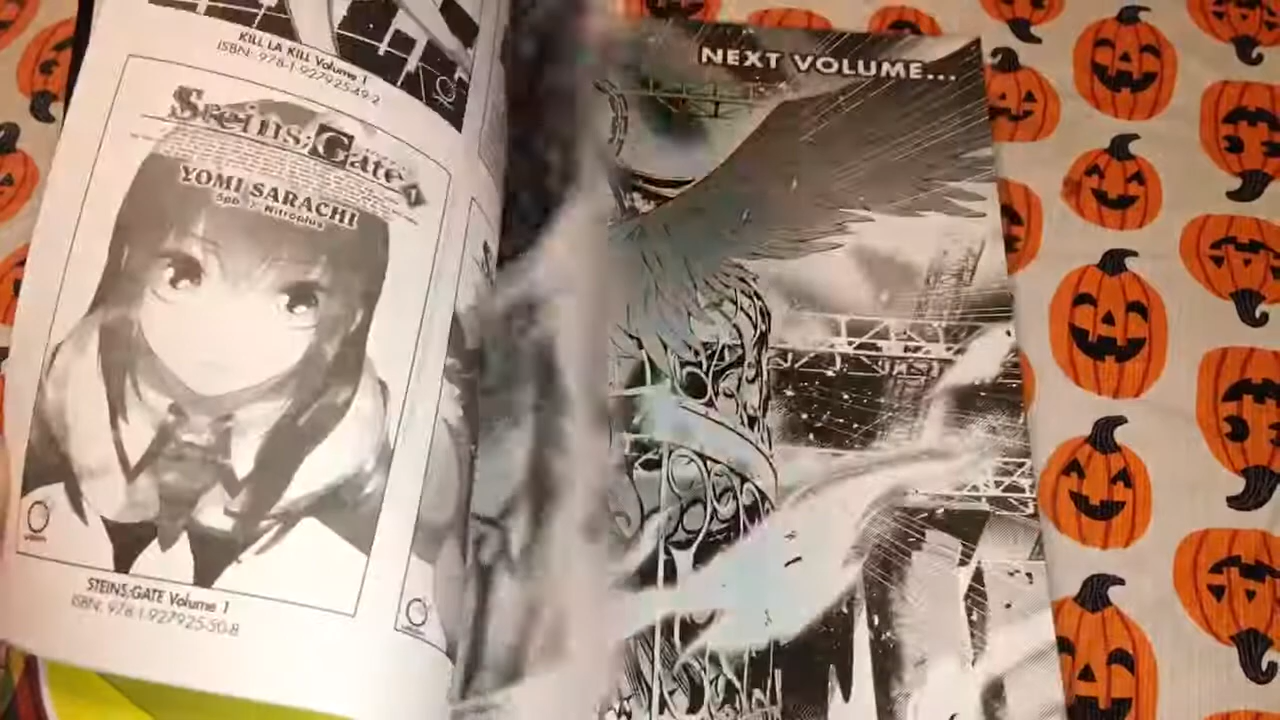 KILL LA KILL Volume 1
ISBN: 978-1-927925-49-2
Steins;Gate 1
YOMI SARACHI
5pb. Nitroplus
STEINS;GATE Volume 1
ISBN: 978-1-927925-50-8
NEXT VOLUME...